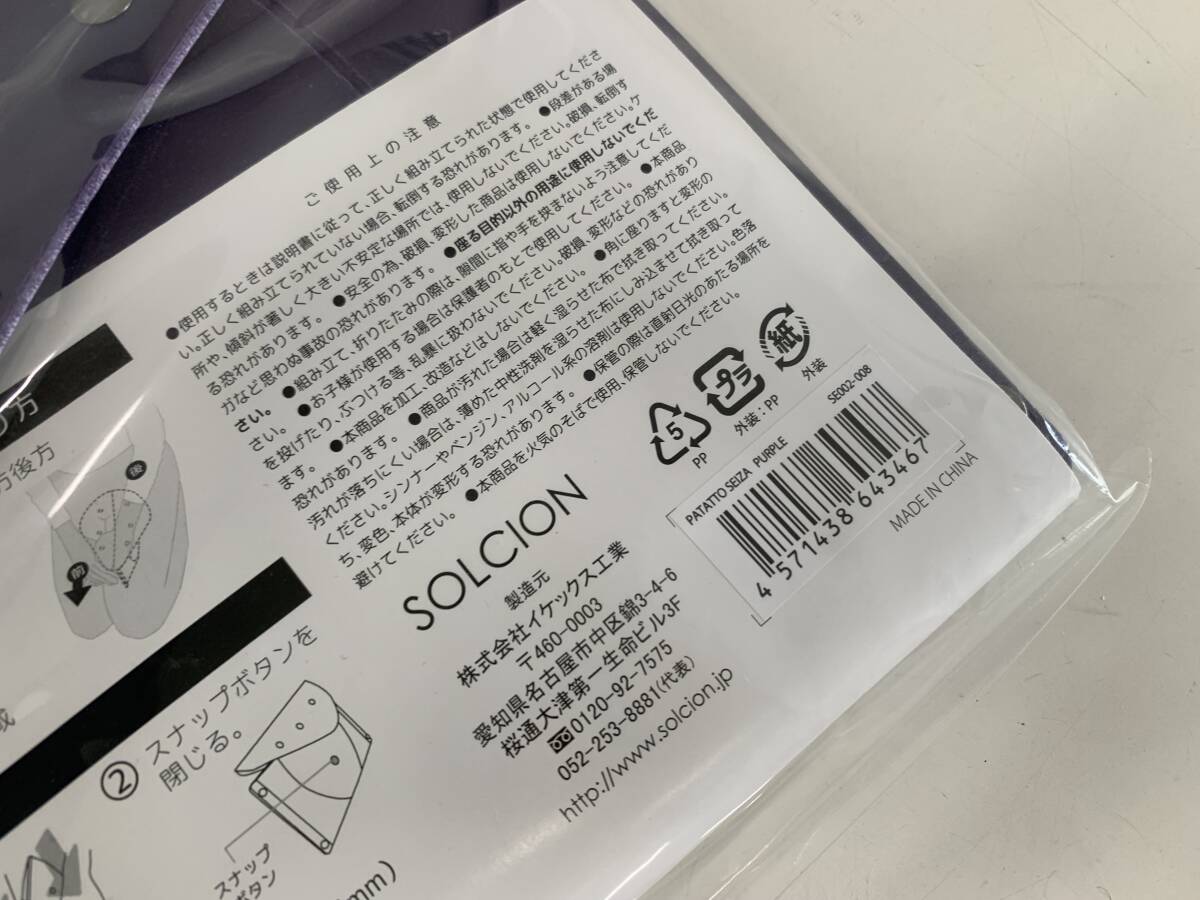 ご使用上の注意
●使用するときは説明書に従って、正しく組み立てられた状態で使用してくださ
い。正しく組み立てられていない場合、転倒する恐れがあります。 ●段差がある場
所や、傾斜が著しく大きい不安定な場所では、使用しないでください。破損、転倒す
る恐れがあります。 ●安全の為、破損、変形した商品は使用しないでください。ケ
ガなど思わぬ事故の恐れがあります。 ●座る目的以外の用途に使用しないでくだ
さい。 ●組み立て、折りたたみの際は、隙間に指や手を挟まないよう注意してくだ
さい。 ●お子様が使用する場合は保護者のもとで使用してください。 ●本商品
を投げたり、ぶつける等、乱暴に扱わないでください。破損、変形などの恐れがあり
ます。 ●本商品を加工、改造などはしないでください。 ●角に座りますと変形の
恐れがあります。 ●商品が汚れた場合は軽く湿らせた布で拭き取ってください。
汚れが落ちにくい場合は、薄めた中性洗剤を湿らせた布にしみ込ませて拭き取って
ください。シンナーやベンジン、アルコール系の溶剤は使用しないでください。色落
ち、変色、本体が変形する恐れがあります。 ●保管の際は直射日光のあたる場所を
避けてください。 ●本商品を火気のそばで使用、保管しないでください。
SOLCION
製造元
株式会社イケックス工業
〒460-0003
愛知県名古屋市中区錦3-4-6
桜通大津第一生命ビル3F
0120-92-7575
052-253-8881(代表)
http://www.solcion.jp
5
PP
プラ
外装:PP
紙
外装
PATATTO SEIZA PURPLE
SE002-008
4571438643467
MADE IN CHINA
方
方後方
後
前
②スナップボタンを
閉じる。
スナップ
ボタン
mm)